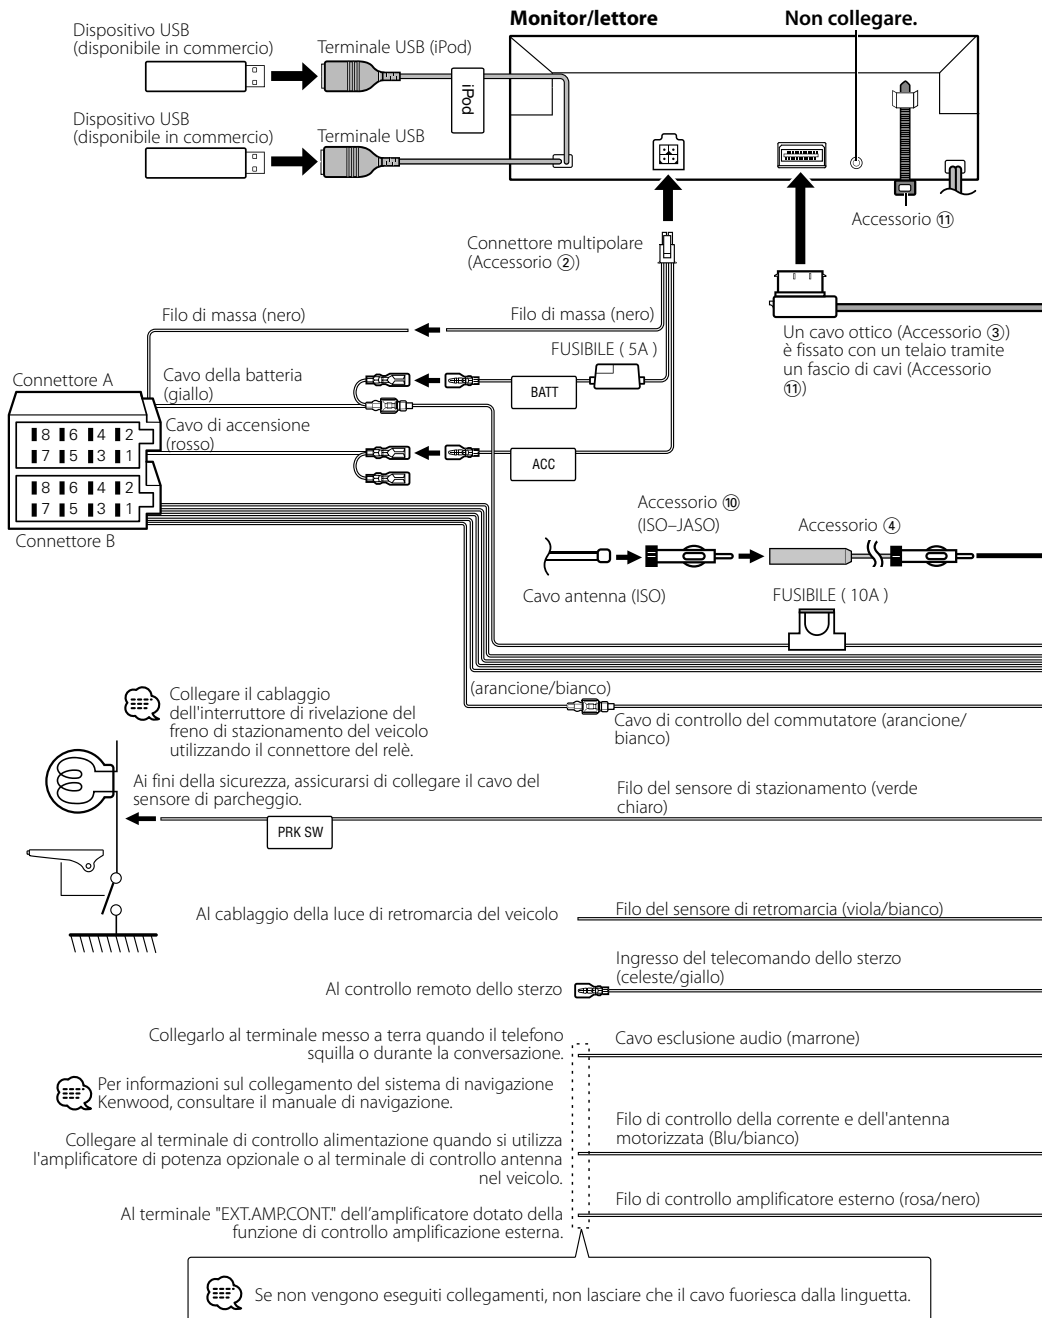 Monitor/lettore
Non collegare.
Dispositivo USB
(disponibile in commercio)
Terminale USB (iPod)
iPod
Dispositivo USB
(disponibile in commercio)
Terminale USB
Accessorio ⑪
Connettore multipolare
(Accessorio ②)
Filo di massa (nero)
Filo di massa (nero)
Un cavo ottico (Accessorio ③)
è fissato con un telaio tramite
un fascio di cavi (Accessorio
⑪)
FUSIBILE ( 5A )
Connettore A
Cavo della batteria
(giallo)
BATT
Cavo di accensione
(rosso)
ACC
8 6 4 2
7 5 3 1
8 6 4 2
7 5 3 1
Connettore B
Accessorio ⑩
(ISO–JASO)
Accessorio ④
Cavo antenna (ISO)
FUSIBILE ( 10A )
(arancione/bianco)
Cavo di controllo del commutatore (arancione/
bianco)
Collegare il cablaggio
dell'interruttore di rivelazione del
freno di stazionamento del veicolo
utilizzando il connettore del relè.
Ai fini della sicurezza, assicurarsi di collegare il cavo del
sensore di parcheggio.
PRK SW
Filo del sensore di stazionamento (verde
chiaro)
Al cablaggio della luce di retromarcia del veicolo
Filo del sensore di retromarcia (viola/bianco)
Al controllo remoto dello sterzo
Ingresso del telecomando dello sterzo
(celeste/giallo)
Collegarlo al terminale messo a terra quando il telefono
squilla o durante la conversazione.
Cavo esclusione audio (marrone)
Per informazioni sul collegamento del sistema di navigazione
Kenwood, consultare il manuale di navigazione.
Collegare al terminale di controllo alimentazione quando si utilizza
l'amplificatore di potenza opzionale o al terminale di controllo antenna
nel veicolo.
Filo di controllo della corrente e dell'antenna
motorizzata (Blu/bianco)
Al terminale "EXT.AMP.CONT." dell'amplificatore dotato della
funzione di controllo amplificazione esterna.
Filo di controllo amplificatore esterno (rosa/nero)
Se non vengono eseguiti collegamenti, non lasciare che il cavo fuoriesca dalla linguetta.